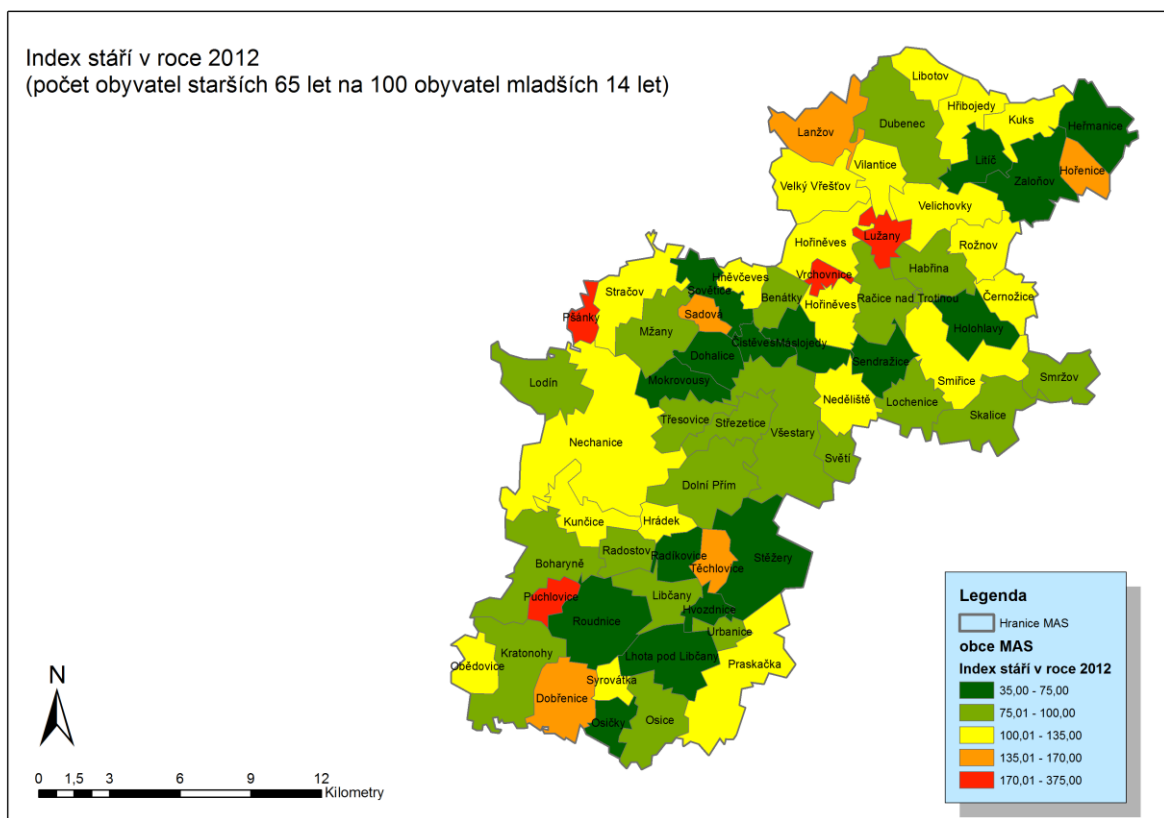 Index stáří v roce 2012
(počet obyvatel starších 65 let na 100 obyvatel mladších 14 let)
Libotov
Hřibojedy
Dubenec
Kuks
Heřmanice
Lanžov
Litíč
Vilantice
Hořenice
Zaloňov
Velký Vřešťov
Velichovky
Lužany
Hořiněves
Rožnov
Habřina
Vrchovnice
Hněvčeves
Sovětice
Stračov
Benátky
Hořiněves
Račice nad Trotinou
Černožice
Pšánky
Sadová
Mžany
Holohlavy
Čistěves
Máslojedy
Dohalice
Sendražice
Mokrovousy
Smiřice
Smržov
Lodín
Neděliště
Lochenice
Skalice
Třesovice
Střezetice
Všestary
Nechanice
Světí
Dolní Přím
Kunčice
Hrádek
Radostov
Radíkovice
Stěžery
Boharyně
Těchlovice
Puchlovice
Libčany
Hvozdnice
Roudnice
Urbanice
Kratonohy
Lhota pod Libčany
Obědovice
Praskačka
Syrovátka
Dobřenice
Osičky
Osice
N
0 1,5 3 6 9 12
Kilometry
Legenda
Hranice MAS
obce MAS
Index stáří v roce 2012
35,00 - 75,00
75,01 - 100,00
100,01 - 135,00
135,01 - 170,00
170,01 - 375,00